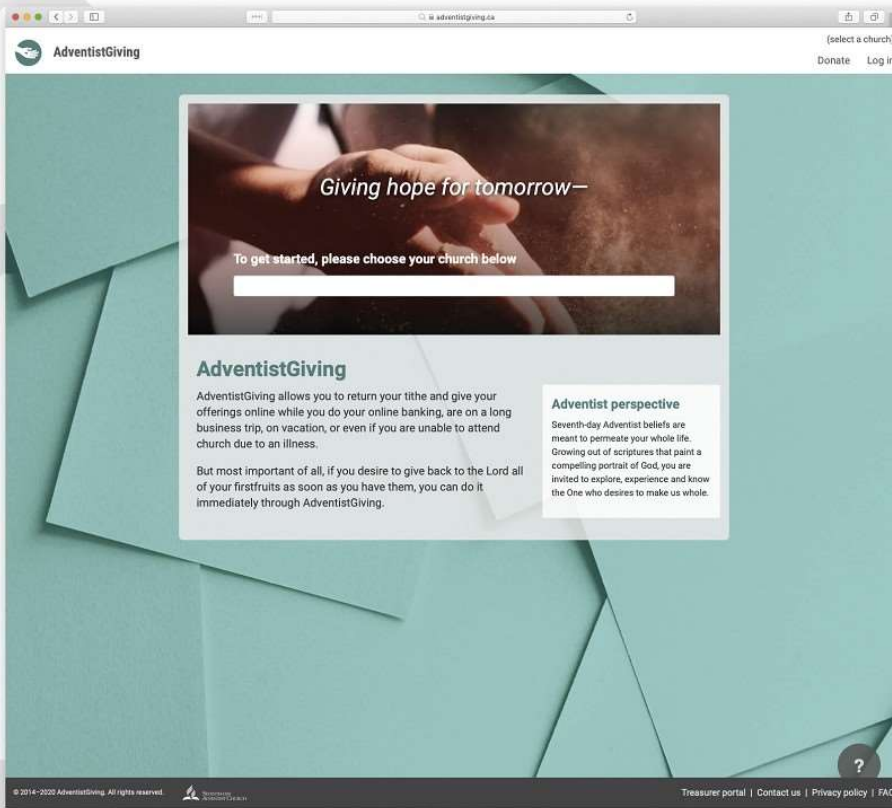 adventistgiving.ca
AdventistGiving
(select a church)
Donate Log in
Giving hope for tomorrow—
To get started, please choose your church below
AdventistGiving
AdventistGiving allows you to return your tithe and give your
offerings online while you do your online banking, are on a long
business trip, on vacation, or even if you are unable to attend
church due to an illness.
But most important of all, if you desire to give back to the Lord all
of your firstfruits as soon as you have them, you can do it
immediately through AdventistGiving.
Adventist perspective
Seventh-day Adventist beliefs are
meant to permeate your whole life.
Growing out of scriptures that paint a
compelling portrait of God, you are
invited to explore, experience and know
the One who desires to make us whole.
?
© 2014–2020 AdventistGiving. All rights reserved.
Seventh-day
Adventist Church
Treasurer portal | Contact us | Privacy policy | FAQ